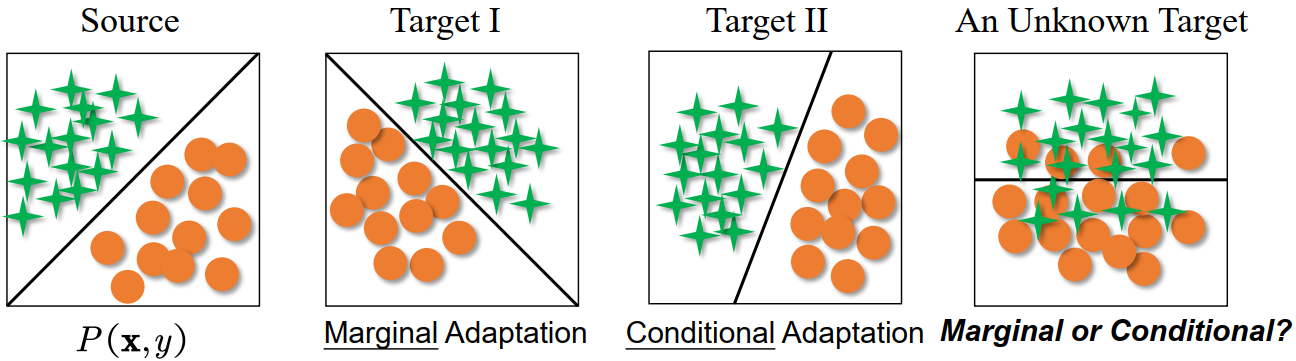 Source
Target I
Target II
An Unknown Target
P(x,y)
Marginal Adaptation
Conditional Adaptation
Marginal or Conditional?